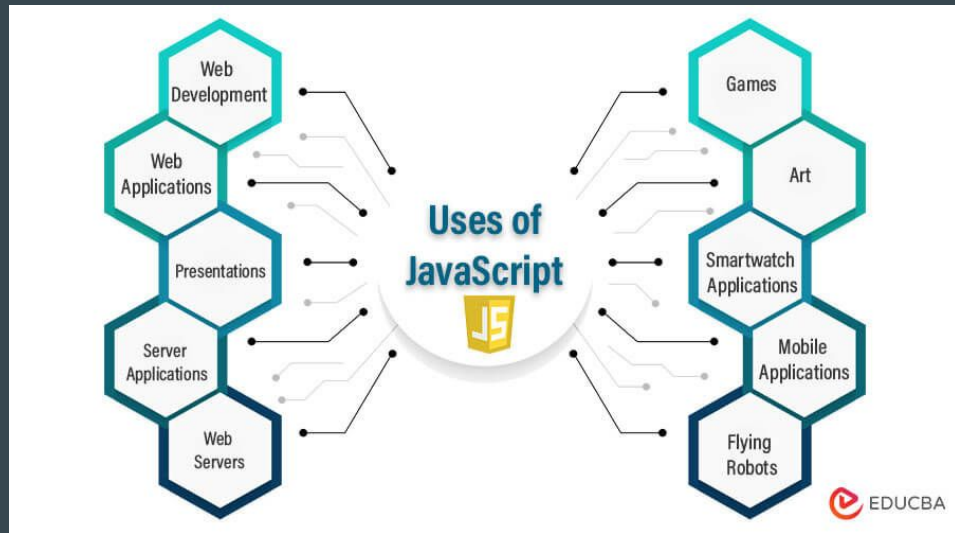 Web
Development
Web
Applications
Presentations
Server
Applications
Web
Servers
Uses of
JavaScript
JS
Games
Art
Smartwatch
Applications
Mobile
Applications
Flying
Robots
EDUCBA